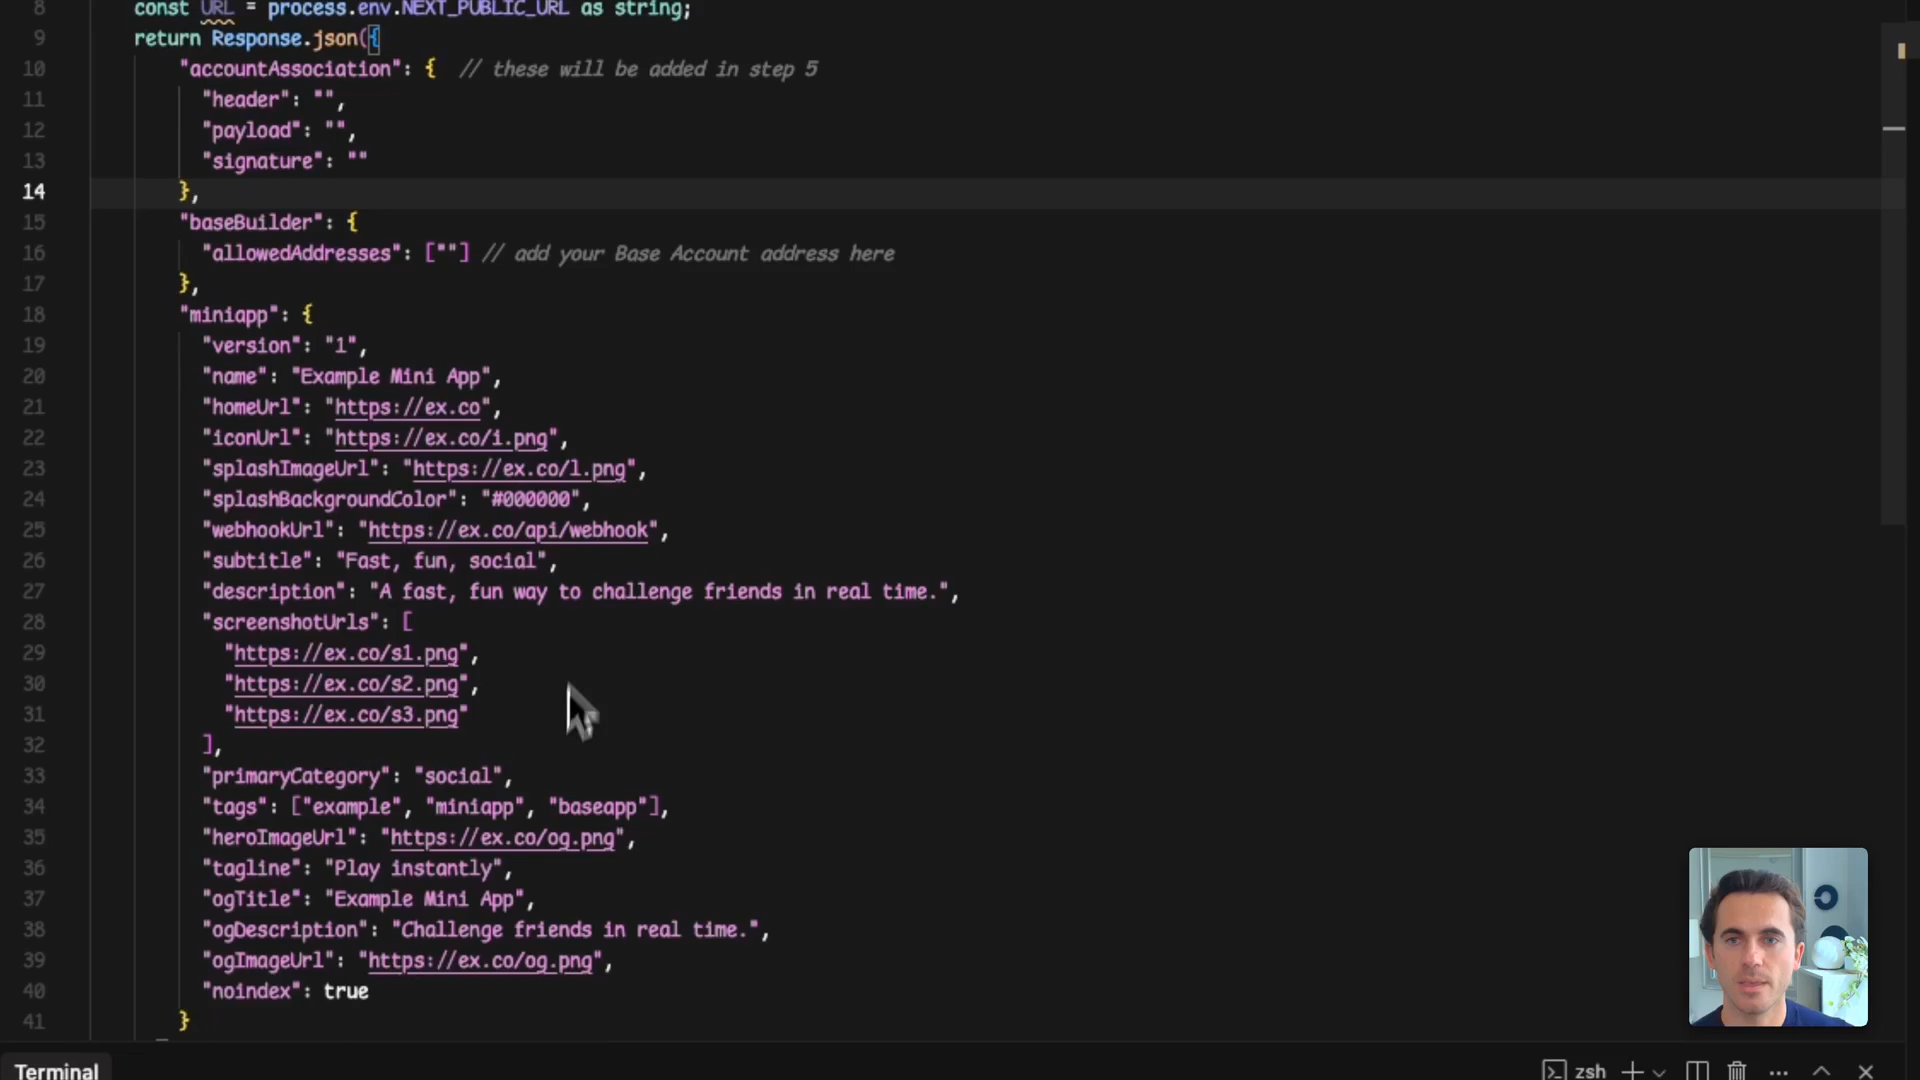 8 const URL = process.env.NEXT_PUBLIC_URL as string;
9 return Response.json({
10 "accountAssociation": { // these will be added in step 5
11 "header": "",
12 "payload": "",
13 "signature": ""
14 },
15 "baseBuilder": {
16 "allowedAddresses": [""] // add your Base Account address here
17 },
18 "miniapp": {
19 "version": "1",
20 "name": "Example Mini App",
21 "homeUrl": "https://ex.co",
22 "iconUrl": "https://ex.co/i.png",
23 "splashImageUrl": "https://ex.co/l.png",
24 "splashBackgroundColor": "#000000",
25 "webhookUrl": "https://ex.co/api/webhook",
26 "subtitle": "Fast, fun, social",
27 "description": "A fast, fun way to challenge friends in real time.",
28 "screenshotUrls": [
29 "https://ex.co/s1.png",
30 "https://ex.co/s2.png",
31 "https://ex.co/s3.png"
32 ],
33 "primaryCategory": "social",
34 "tags": ["example", "miniapp", "baseapp"],
35 "heroImageUrl": "https://ex.co/og.png",
36 "tagline": "Play instantly",
37 "ogTitle": "Example Mini App",
38 "ogDescription": "Challenge friends in real time.",
39 "ogImageUrl": "https://ex.co/og.png",
40 "noindex": true
41 }
Terminal zsh